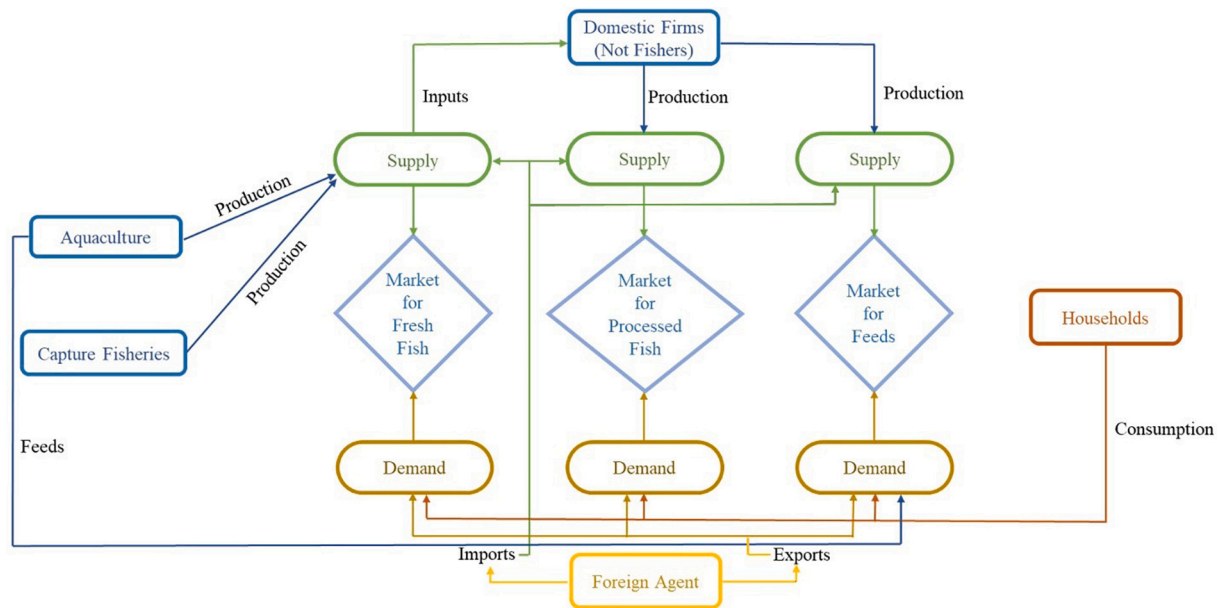 Domestic Firms
(Not Fishers)
Inputs
Production
Production
Supply
Supply
Supply
Production
Aquaculture
Production
Capture Fisheries
Market
for
Fresh
Fish
Market
for
Processed
Fish
Market
for
Feeds
Households
Feeds
Consumption
Demand
Demand
Demand
Imports
Exports
Foreign Agent